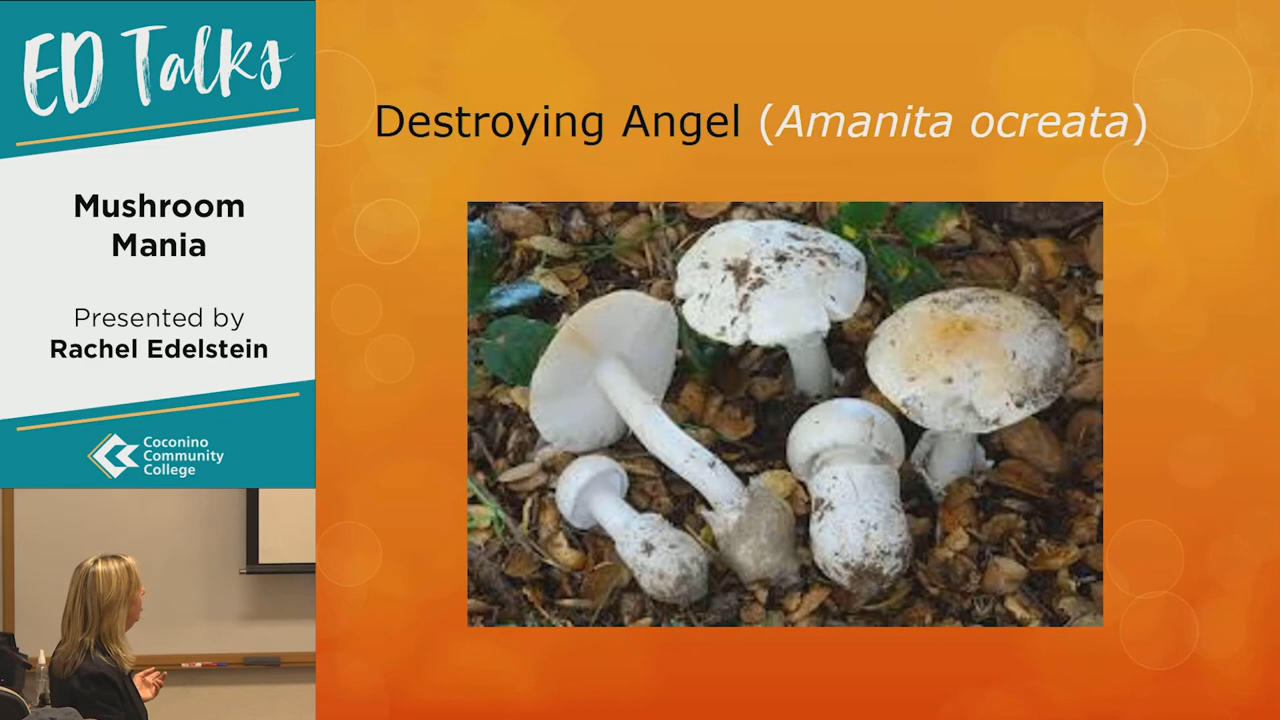 ED Talks
Mushroom
Mania
Presented by
Rachel Edelstein
Coconino
Community
College
Destroying Angel (Amanita ocreata)